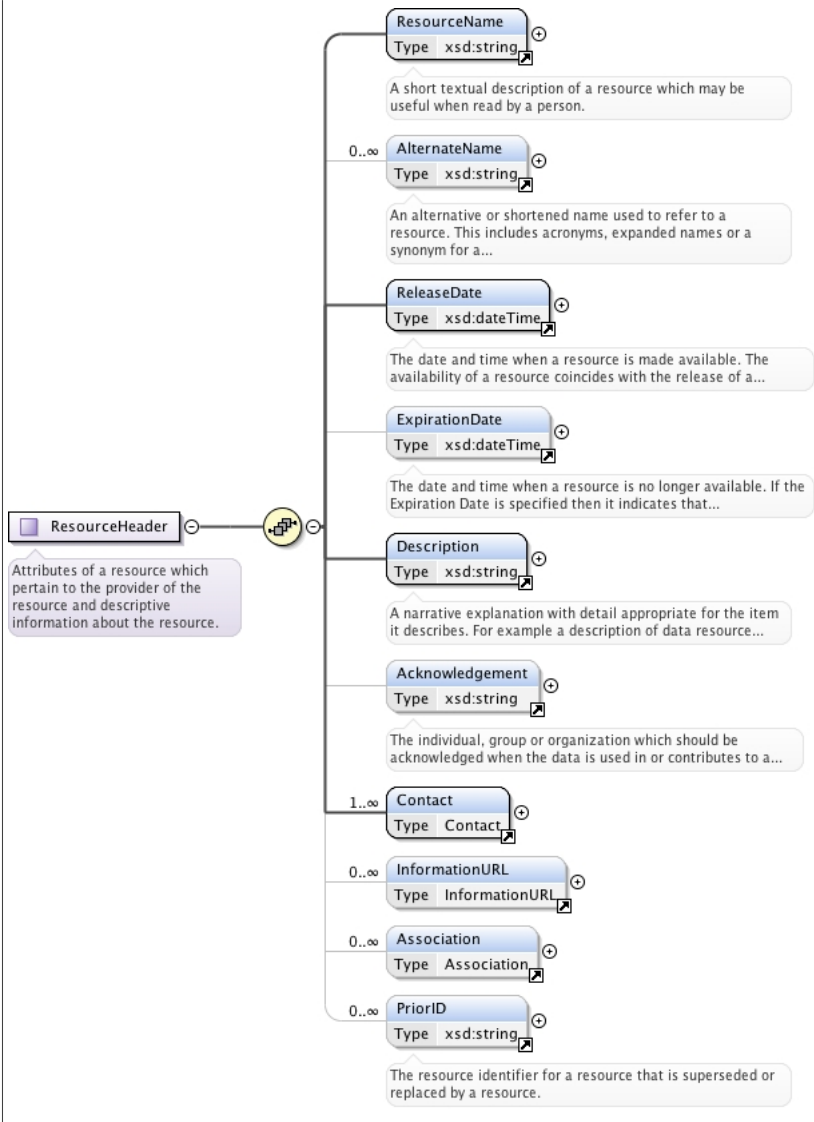 ResourceName
Type xsd:string
A short textual description of a resource which may be
useful when read by a person.
0..∞
AlternateName
Type xsd:string
An alternative or shortened name used to refer to a
resource. This includes acronyms, expanded names or a
synonym for a...
ReleaseDate
Type xsd:dateTime
The date and time when a resource is made available. The
availability of a resource coincides with the release of a...
ExpirationDate
Type xsd:dateTime
The date and time when a resource is no longer available. If the
Expiration Date is specified then it indicates that...
ResourceHeader
Attributes of a resource which
pertain to the provider of the
resource and descriptive
information about the resource.
Description
Type xsd:string
A narrative explanation with detail appropriate for the item
it describes. For example a description of data resource...
Acknowledgement
Type xsd:string
The individual, group or organization which should be
acknowledged when the data is used in or contributes to a...
1..∞
Contact
Type Contact
0..∞
InformationURL
Type InformationURL
0..∞
Association
Type Association
0..∞
PriorID
Type xsd:string
The resource identifier for a resource that is superseded or
replaced by a resource.